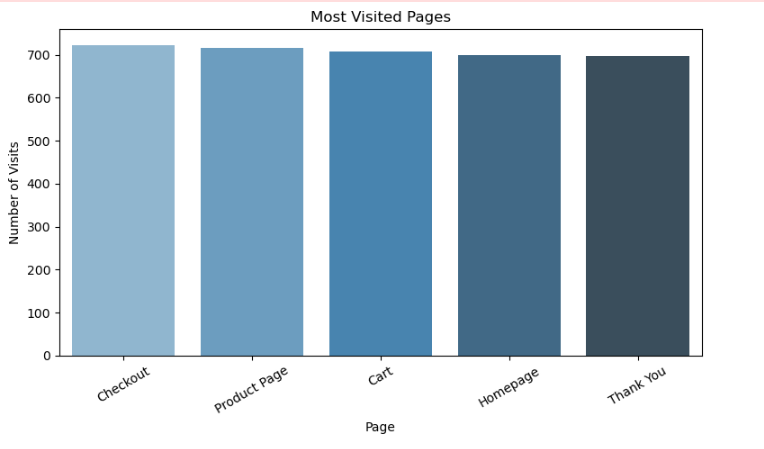 Most Visited Pages
Number of Visits
700
600
500
400
300
200
100
0
Checkout
Product Page
Cart
Homepage
Thank You
Page